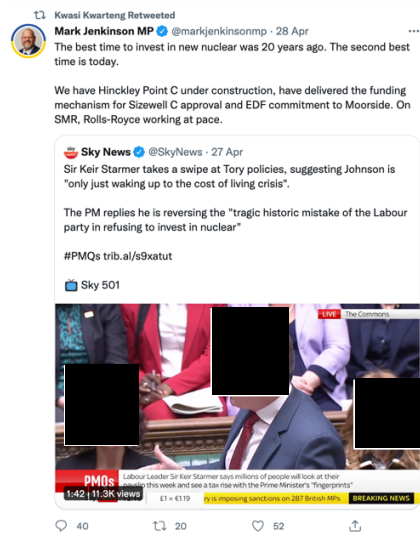 Kwasi Kwarteng Retweeted
Mark Jenkinson MP @markjenkinsonmp · 28 Apr
The best time to invest in new nuclear was 20 years ago. The second best
time is today.
We have Hinckley Point C under construction, have delivered the funding
mechanism for Sizewell C approval and EDF commitment to Moorside. On
SMR, Rolls-Royce working at pace.
Sky News @SkyNews · 27 Apr
Sir Keir Starmer takes a swipe at Tory policies, suggesting Johnson is
"only just waking up to the cost of living crisis".
The PM replies he is reversing the "tragic historic mistake of the Labour
party in refusing to invest in nuclear"
#PMQs trib.al/s9xatut
Sky 501
LIVE The Commons
PMQs
Labour Leader Sir Keir Starmer says millions of people will look at their
payslip this week and see a tax rise with the Prime Minister's "fingerprints"
1:42 11.3K views
£1 = €1.19
ry is imposing sanctions on 287 British MPs
BREAKING NEWS
40
20
52